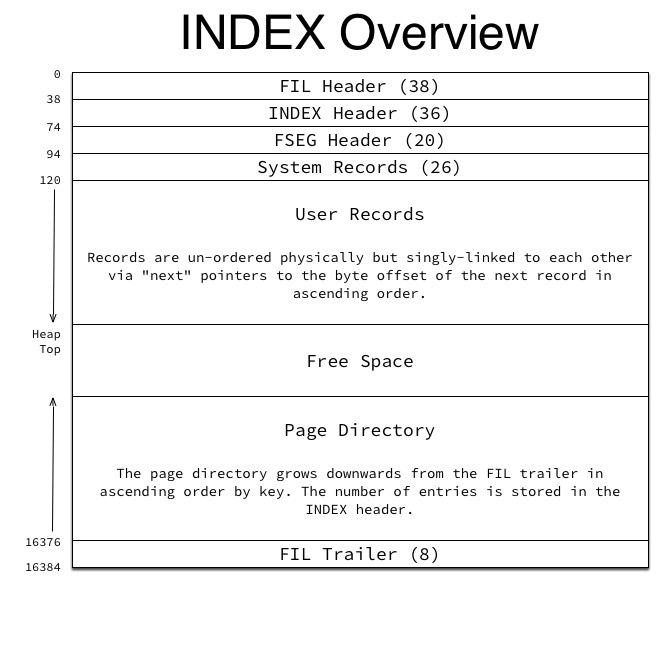 INDEX Overview
0
FIL Header (38)
38
INDEX Header (36)
74
FSEG Header (20)
94
System Records (26)
120
User Records
Records are un-ordered physically but singly-linked to each other
via "next" pointers to the byte offset of the next record in
ascending order.
Heap
Top
Free Space
Page Directory
The page directory grows downwards from the FIL trailer in
ascending order by key. The number of entries is stored in the
INDEX header.
16376
FIL Trailer (8)
16384